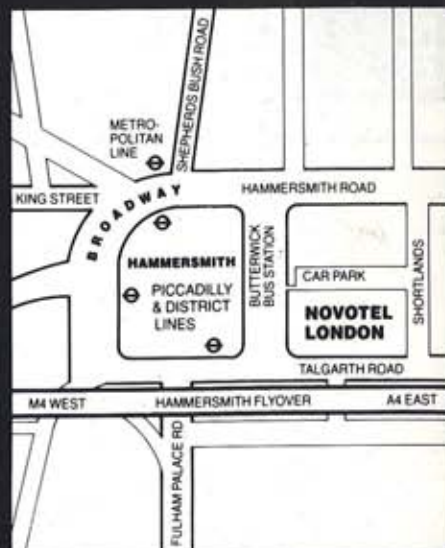 SHEPHERDS BUSH ROAD
METRO-
POLITAN
LINE
KING STREET
BROADWAY
HAMMERSMITH ROAD
HAMMERSMITH
PICCADILLY
& DISTRICT
LINES
BUTTERWICK
BUS STATION
CAR PARK
NOVOTEL
LONDON
SHORTLANDS
TALGARTH ROAD
M4 WEST
HAMMERSMITH FLYOVER
A4 EAST
FULHAM PALACE RD